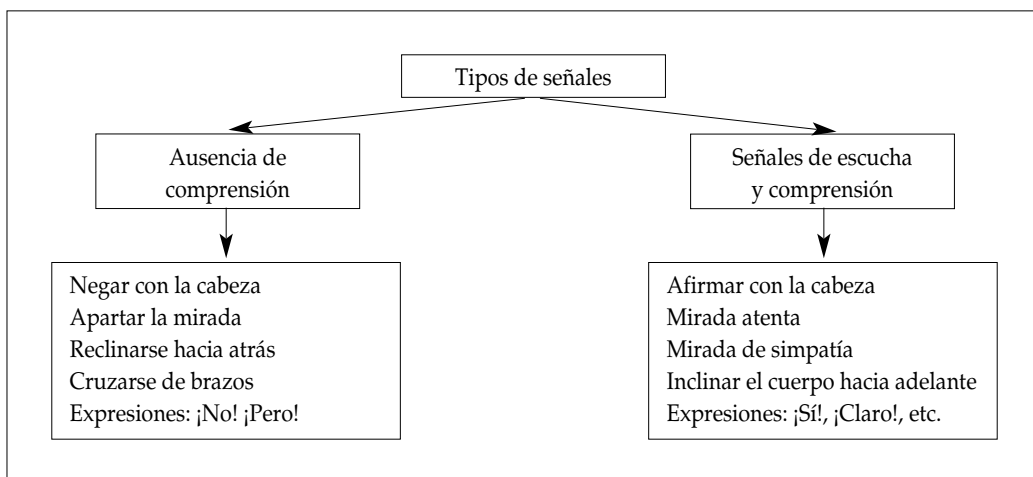 Tipos de señales
Ausencia de
comprensión
Señales de escucha
y comprensión
Negar con la cabeza
Apartar la mirada
Reclinarse hacia atrás
Cruzarse de brazos
Expresiones: ¡No! ¡Pero!
Afirmar con la cabeza
Mirada atenta
Mirada de simpatía
Inclinar el cuerpo hacia adelante
Expresiones: ¡Sí!, ¡Claro!, etc.